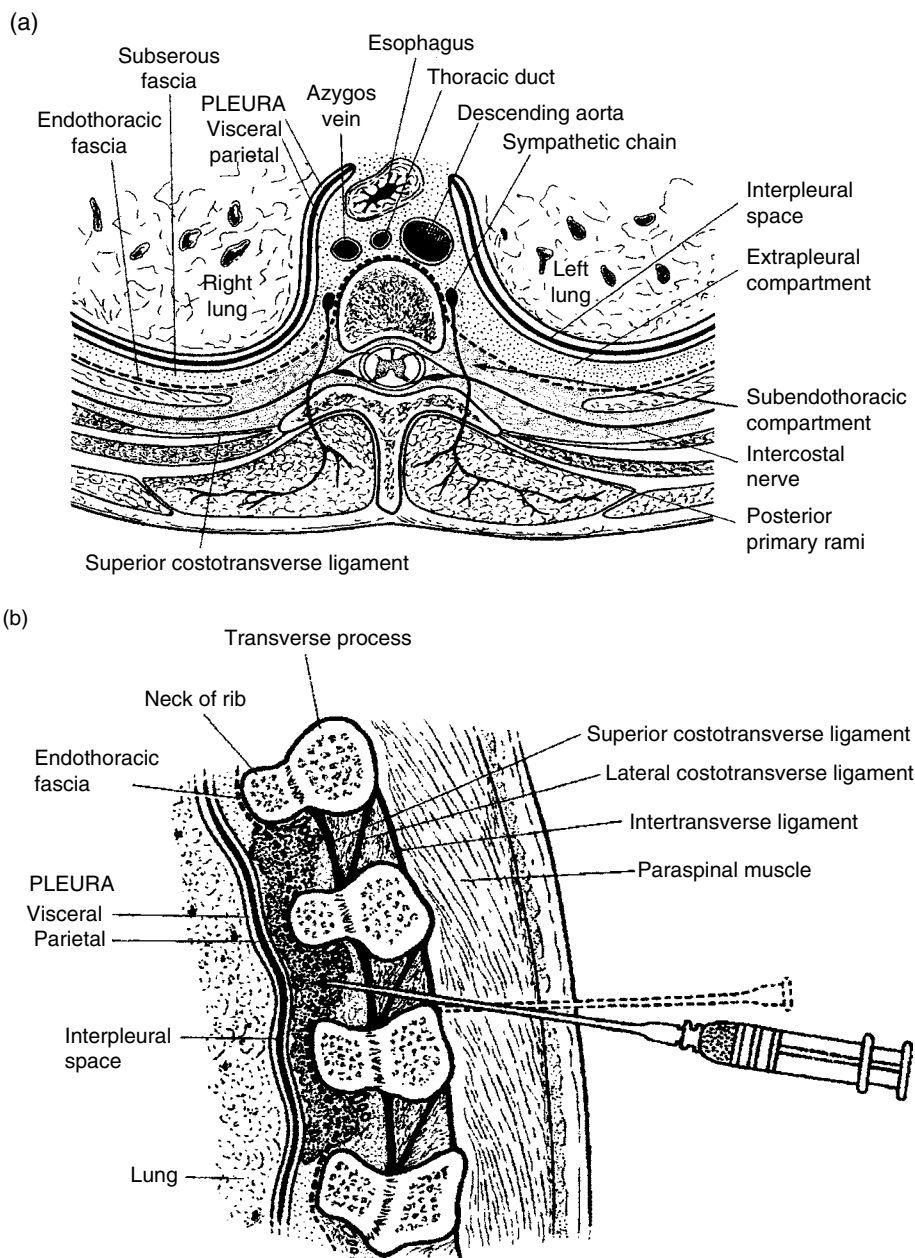 (a)
Esophagus
Subserous
fascia
Thoracic duct
Azygos
vein
PLEURA
Visceral
parietal
Descending aorta
Endothoracic
fascia
Sympathetic chain
Interpleural
space
Extrapleural
compartment
Right
lung
Left
lung
Subendothoracic
compartment
Intercostal
nerve
Posterior
primary rami
Superior costotransverse ligament
(b)
Transverse process
Neck of rib
Endothoracic
fascia
Superior costotransverse ligament
Lateral costotransverse ligament
Intertransverse ligament
Paraspinal muscle
PLEURA
Visceral
Parietal
Interpleural
space
Lung